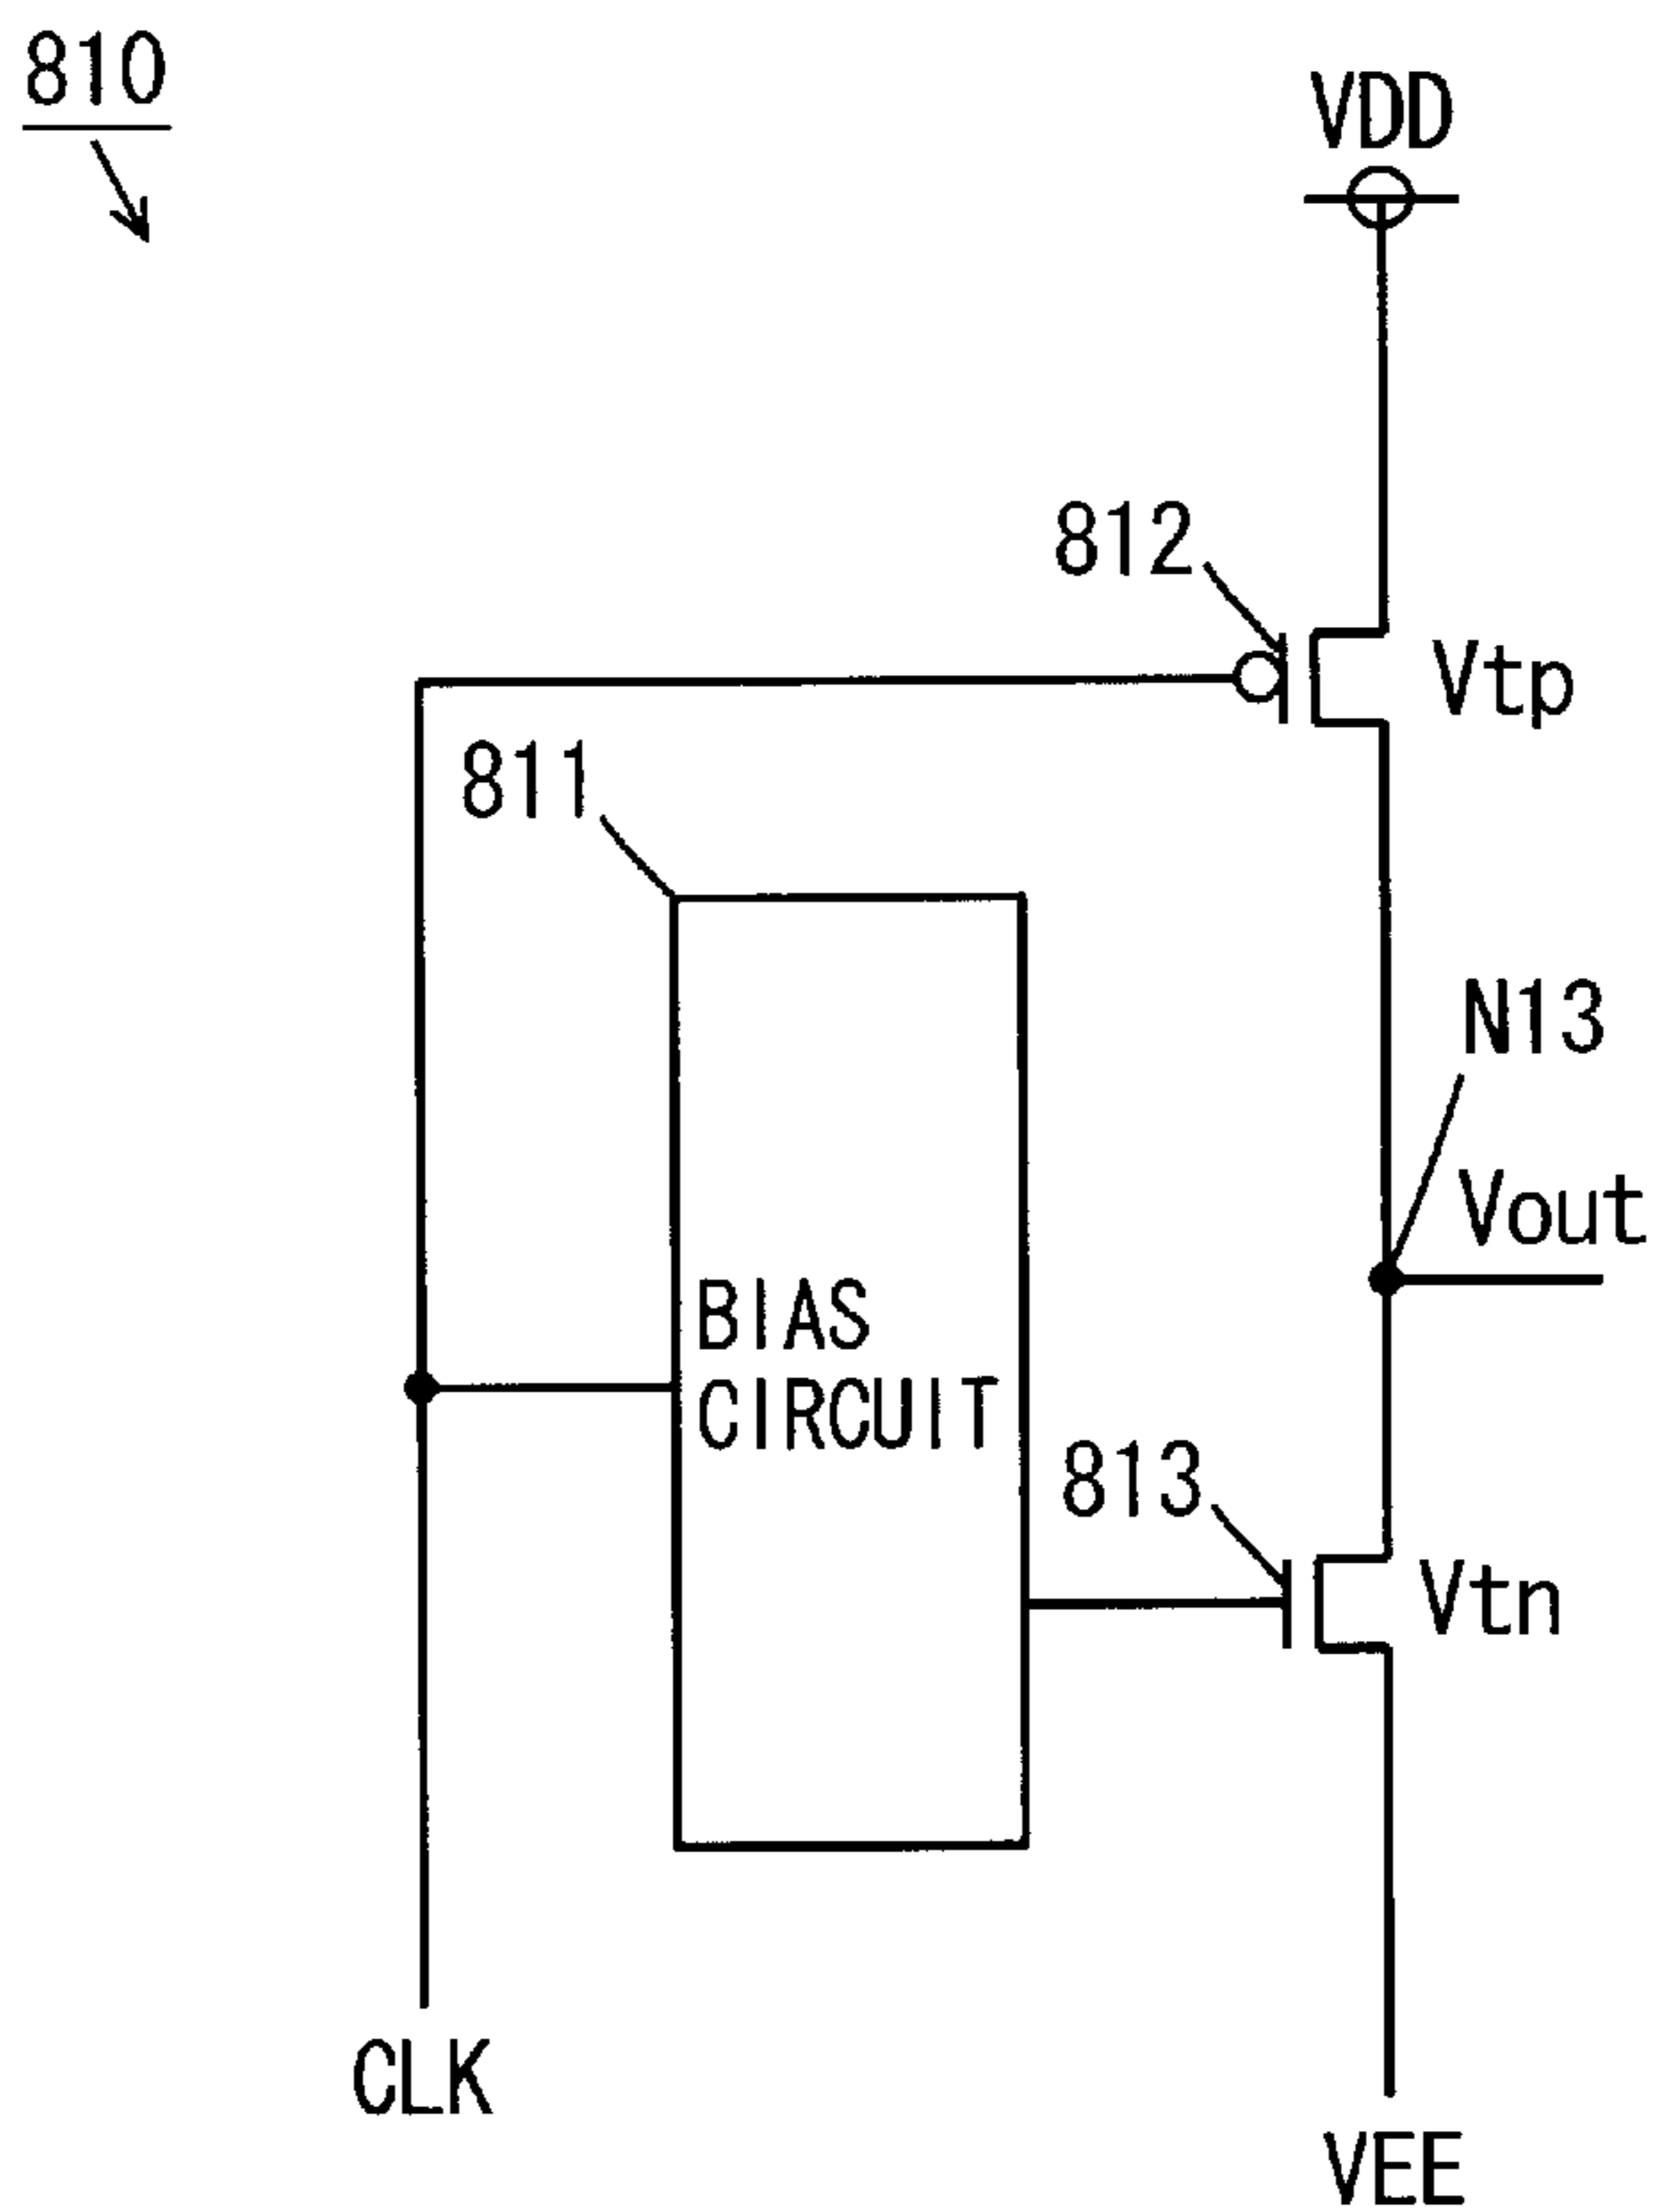 810
VDD
812
Vtp
811
N13
Vout
BIAS
CIRCUIT
813
Vtn
CLK
VEE